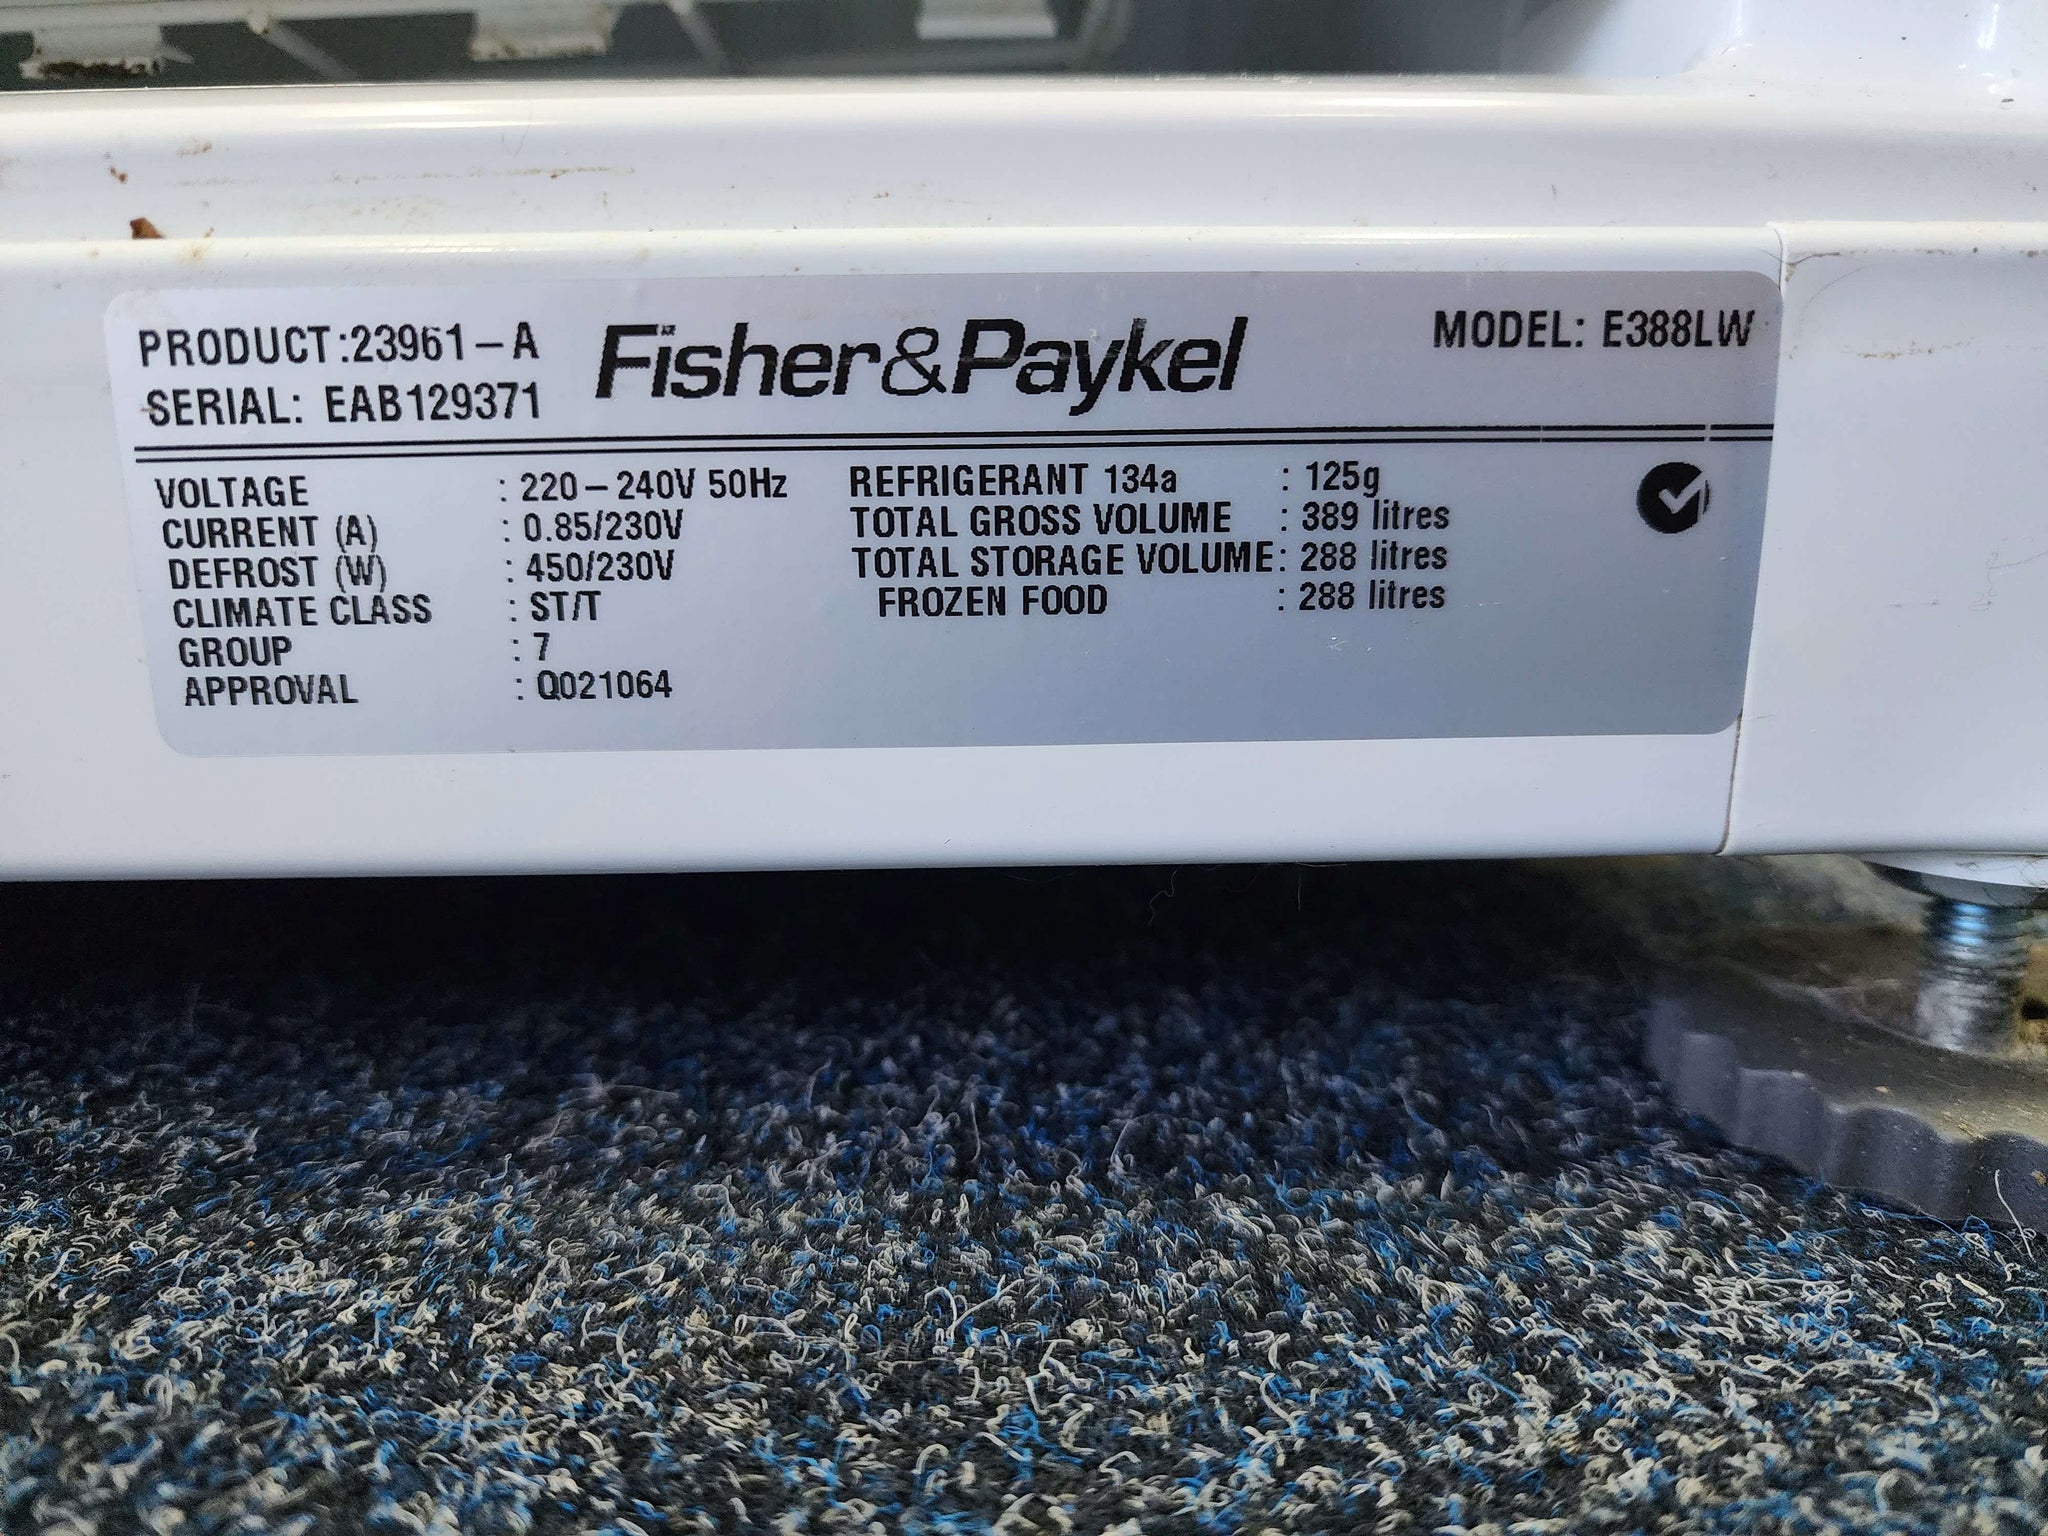 PRODUCT:23961-A
SERIAL: EAB129371
Fisher&Paykel
MODEL: E388LW
VOLTAGE : 220-240V 50Hz
CURRENT (A) : 0.85/230V
DEFROST (W) : 450/230V
CLIMATE CLASS : ST/T
GROUP : 7
APPROVAL : Q021064
REFRIGERANT 134a : 125g
TOTAL GROSS VOLUME : 389 litres
TOTAL STORAGE VOLUME: 288 litres
FROZEN FOOD : 288 litres